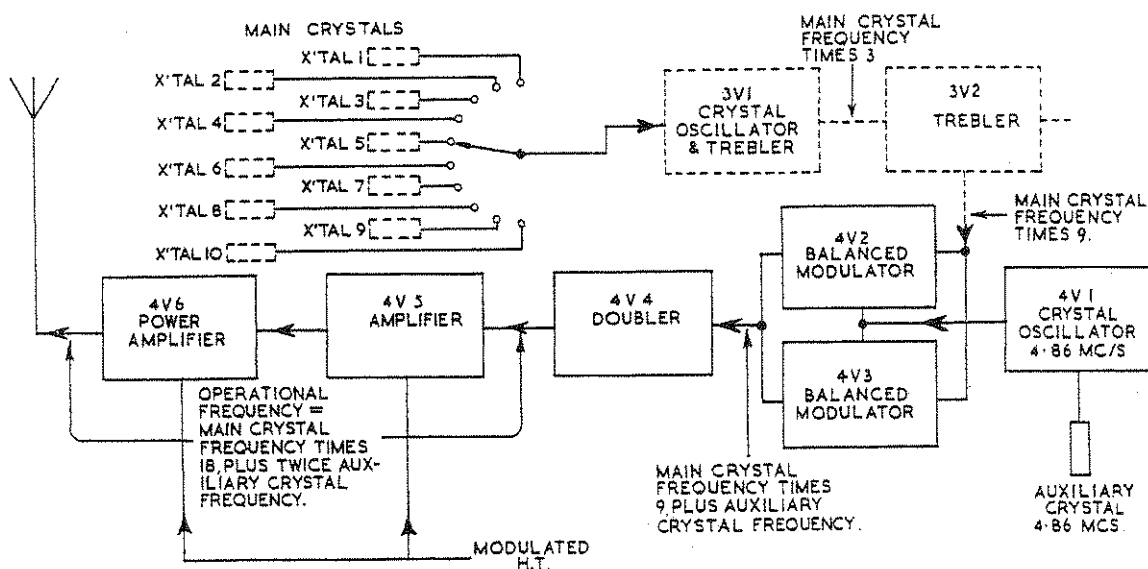 MAIN CRYSTALS
X'TAL 1
X'TAL 2
X'TAL 3
X'TAL 4
X'TAL 5
X'TAL 6
X'TAL 7
X'TAL 8
X'TAL 9
X'TAL 10
MAIN CRYSTAL
FREQUENCY
TIMES 3
3V1
CRYSTAL
OSCILLATOR
& TREBLER
3V2
TREBLER
MAIN CRYSTAL
FREQUENCY
TIMES 9.
4V2
BALANCED
MODULATOR
4V1
CRYSTAL
OSCILLATOR
4·86 MC/S
4V3
BALANCED
MODULATOR
4V4
DOUBLER
4V5
AMPLIFIER
4V6
POWER
AMPLIFIER
OPERATIONAL
FREQUENCY =
MAIN CRYSTAL
FREQUENCY TIMES
18, PLUS TWICE AUX-
ILIARY CRYSTAL
FREQUENCY.
MAIN CRYSTAL
FREQUENCY TIMES
9, PLUS AUXILIARY
CRYSTAL FREQUENCY.
AUXILIARY
CRYSTAL
4·86 MCS.
MODULATED
H.T.